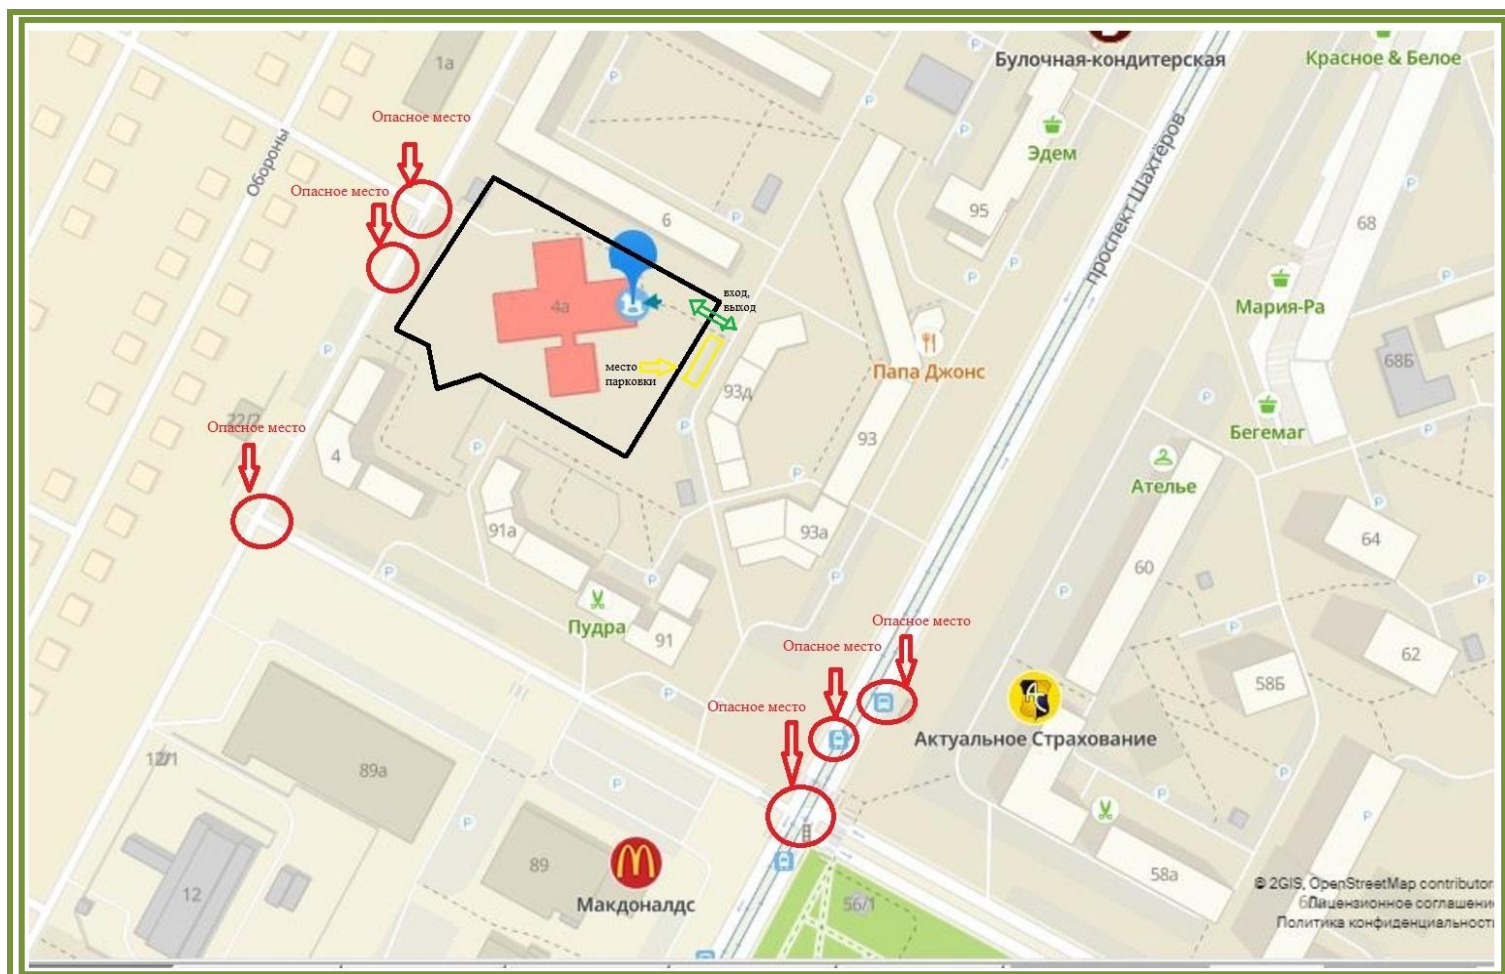 Булочная-кондитерская
Красное & Белое
1а
Опасное место
Обороны
Эдем
проспект Шахтёров
Опасное место
95
6
68
4а
вход,
выход
Мария-Ра
место
парковки
Папа Джонс
68Б
93д
22/2
Опасное место
Бегемаг
93
4
Ателье
91а
93а
64
60
Пудра
91
Опасное место
Опасное место
62
58Б
Опасное место
Актуальное Страхование
12/1
89а
89
12
Макдоналдс
56/1
58а
© 2GIS, OpenStreetMap contributor
Лицензионное соглашени
Политика конфиденциальност